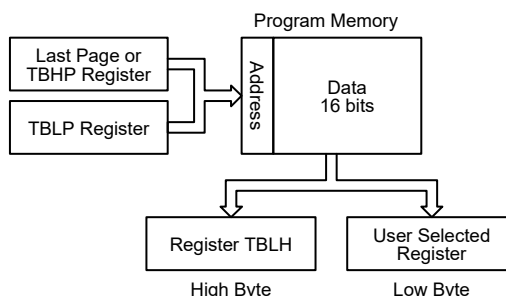 Program Memory
Last Page or
TBHP Register
TBLP Register
Address
Data
16 bits
Register TBLH
User Selected
Register
High Byte
Low Byte